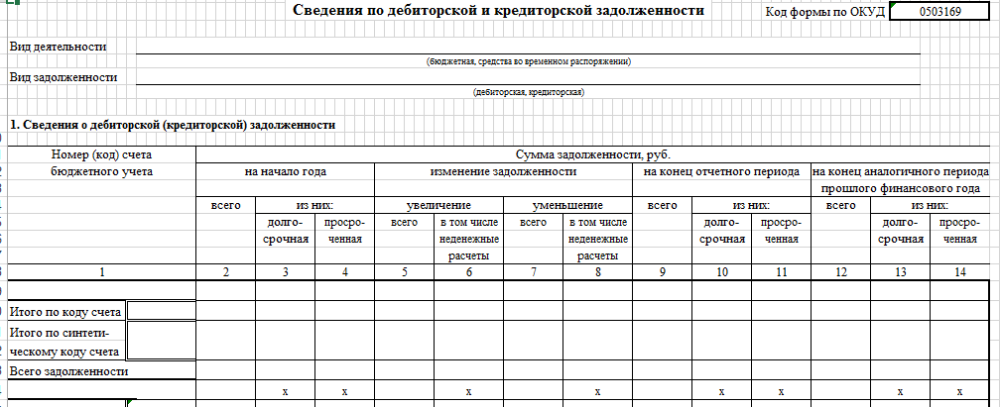 Сведения по дебиторской и кредиторской задолженности
Код формы по ОКУД 0503169
Вид деятельности
(бюджетная, средства во временном распоряжении)
Вид задолженности
(дебиторская, кредиторская)
1. Сведения о дебиторской (кредиторской) задолженности
Номер (код) счета Сумма задолженности, руб.
бюджетного учета на начало года изменение задолженности на конец отчетного периода на конец аналогичного периода
прошлого финансового года
всего из них: увеличение уменьшение всего из них: всего из них:
долго- просро- всего в том числе всего в том числе долго- просро- долго- просро-
срочная ченная неденежные неденежные срочная ченная срочная ченная
расчеты расчеты
1 2 3 4 5 6 7 8 9 10 11 12 13 14
Итого по коду счета
Итого по синтети-
ческому коду счета
Всего задолженности
x x x x x x x x